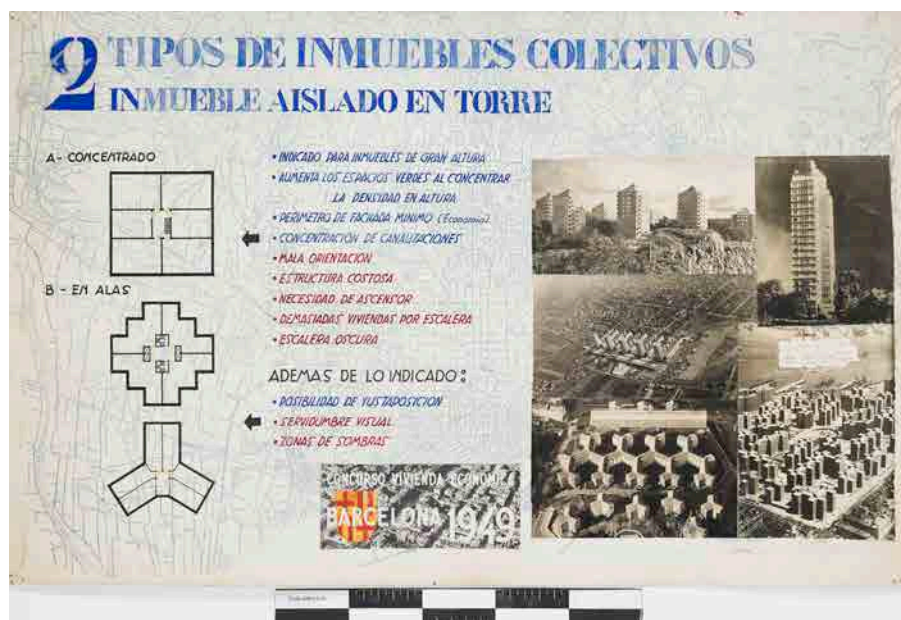 2 TIPOS DE INMUEBLES COLECTIVOS
INMUEBLE AISLADO EN TORRE
A - CONCENTRADO
• INDICADO PARA INMUEBLES DE GRAN ALTURA
• AUMENTA LOS ESPACIOS VERDES AL CONCENTRAR
LA DENSIDAD EN ALTURA
• PERIMETRO DE FACHADA MINIMO (Economía).
• CONCENTRACIÓN DE CANALITACIONES
• MALA ORIENTACION
• ESTRUCTURA COSTOSA
• NECESIDAD DE ASCENSOR
• DEMASIADAS VIVIENDAS POR ESCALERA
• ESCALERA OSCURA
B - EN ALAS
ADEMAS DE LO INDICADO:
• POSIBILIDAD DE YUSTAPOSICION
• SERVIDUMBRE VISUAL
• ZONAS DE SOMBRAS
CONCURSO VIVIENDA ECONOMICA
BARCELONA 1949